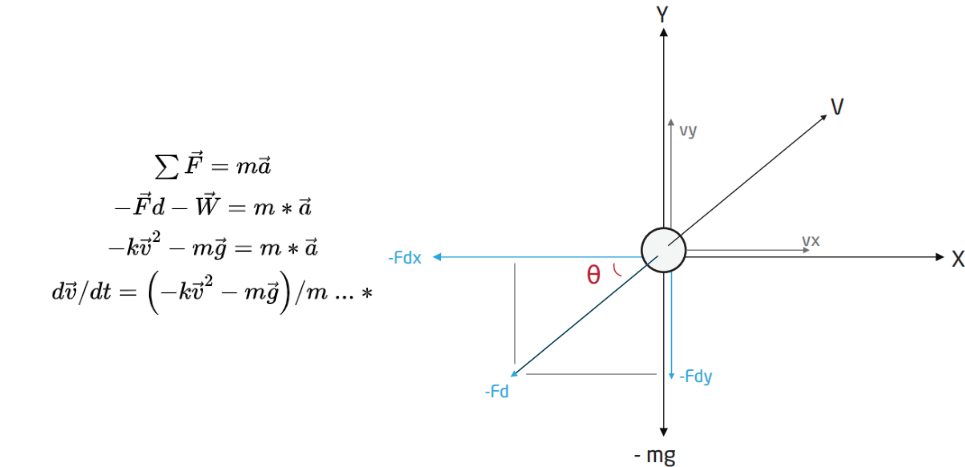 ∑ F⃗ = ma⃗
−F⃗d − W⃗ = m ∗ a⃗
−kv⃗² − mg⃗ = m ∗ a⃗
dv⃗/dt = (−kv⃗² − mg⃗)/m ... ∗
Y
V
vy
vx
X
-Fdx
θ
-Fd
-Fdy
- mg